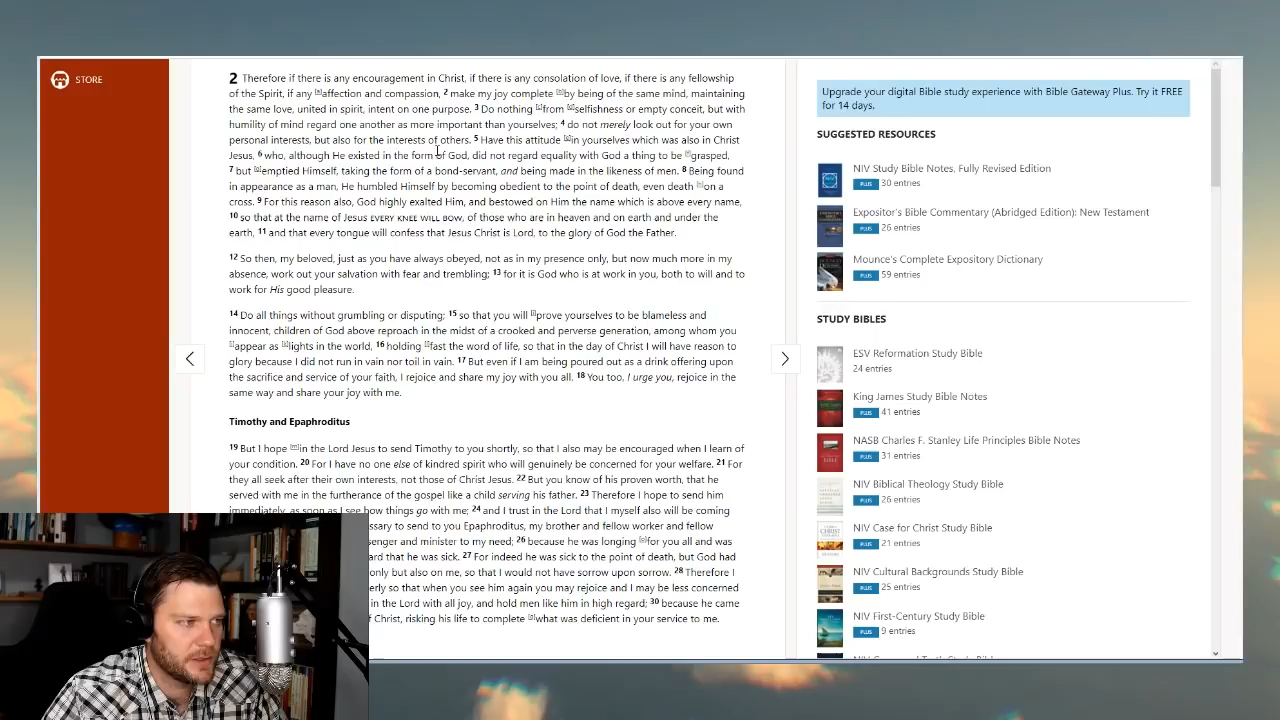 STORE
2 Therefore if there is any encouragement in Christ, if there is any consolation of love, if there is any fellowship
of the Spirit, if any affection and compassion, 2 make my joy complete by being of the same mind, maintaining
the same love, united in spirit, intent on one purpose. 3 Do nothing from selfishness or empty conceit, but with
humility of mind regard one another as more important than yourselves; 4 do not merely look out for your own
personal interests, but also for the interests of others. 5 Have this attitude in yourselves which was also in Christ
Jesus, 6 who, although He existed in the form of God, did not regard equality with God a thing to be grasped,
7 but emptied Himself, taking the form of a bond-servant, and being made in the likeness of men. 8 Being found
in appearance as a man, He humbled Himself by becoming obedient to the point of death, even death on a
cross. 9 For this reason also, God highly exalted Him, and bestowed on Him the name which is above every name,
10 so that at the name of Jesus EVERY KNEE WILL BOW, of those who are in heaven and on earth and under the
earth, 11 and that every tongue will confess that Jesus Christ is Lord, to the glory of God the Father.
12 So then, my beloved, just as you have always obeyed, not as in my presence only, but now much more in my
absence, work out your salvation with fear and trembling; 13 for it is God who is at work in you, both to will and to
work for His good pleasure.
14 Do all things without grumbling or disputing; 15 so that you will prove yourselves to be blameless and
innocent, children of God above reproach in the midst of a crooked and perverse generation, among whom you
appear as lights in the world, 16 holding fast the word of life, so that in the day of Christ I will have reason to
glory because I did not run in vain nor toil in vain. 17 But even if I am being poured out as a drink offering upon
the sacrifice and service of your faith, I rejoice and share my joy with you all. 18 You too, I urge you, rejoice in the
same way and share your joy with me.
Timothy and Epaphroditus
19 But I hope in the Lord Jesus to send Timothy to you shortly, so that I also may be encouraged when I learn of
your condition. 20 For I have no one else of kindred spirit who will genuinely be concerned for your welfare. 21 For
they all seek after their own interests, not those of Christ Jesus. 22 But you know of his proven worth, that he
served with me in the furtherance of the gospel like a child serving his father. 23 Therefore I hope to send him
immediately, as soon as I see how things go with me; 24 and I trust in the Lord that I myself also will be coming
ssary to send to you Epaphroditus, my brother and fellow worker and fellow
senger and minister to my need; 26 because he was longing for you all and was
ard that he was sick. 27 For indeed he was sick to the point of death, but God had
only but also on me, so that I would not have sorrow upon sorrow. 28 Therefore I
rly so that when you see him again you may rejoice and I may be less concerned
in the Lord with all joy, and hold men like him in high regard; 30 because he came
f Christ, risking his life to complete what was deficient in your service to me.
Upgrade your digital Bible study experience with Bible Gateway Plus. Try it FREE
for 14 days.
SUGGESTED RESOURCES
NIV Study Bible Notes, Fully Revised Edition
PLUS 30 entries
Expositor's Bible Commentary (Abridged Edition): New Testament
PLUS 26 entries
Mounce's Complete Expository Dictionary
PLUS 59 entries
STUDY BIBLES
ESV Reformation Study Bible
24 entries
King James Study Bible Notes
PLUS 41 entries
NASB Charles F. Stanley Life Principles Bible Notes
PLUS 31 entries
NIV Biblical Theology Study Bible
PLUS 26 entries
NIV Case for Christ Study Bible
PLUS 21 entries
NIV Cultural Backgrounds Study Bible
PLUS 25 entries
NIV First-Century Study Bible
PLUS 9 entries